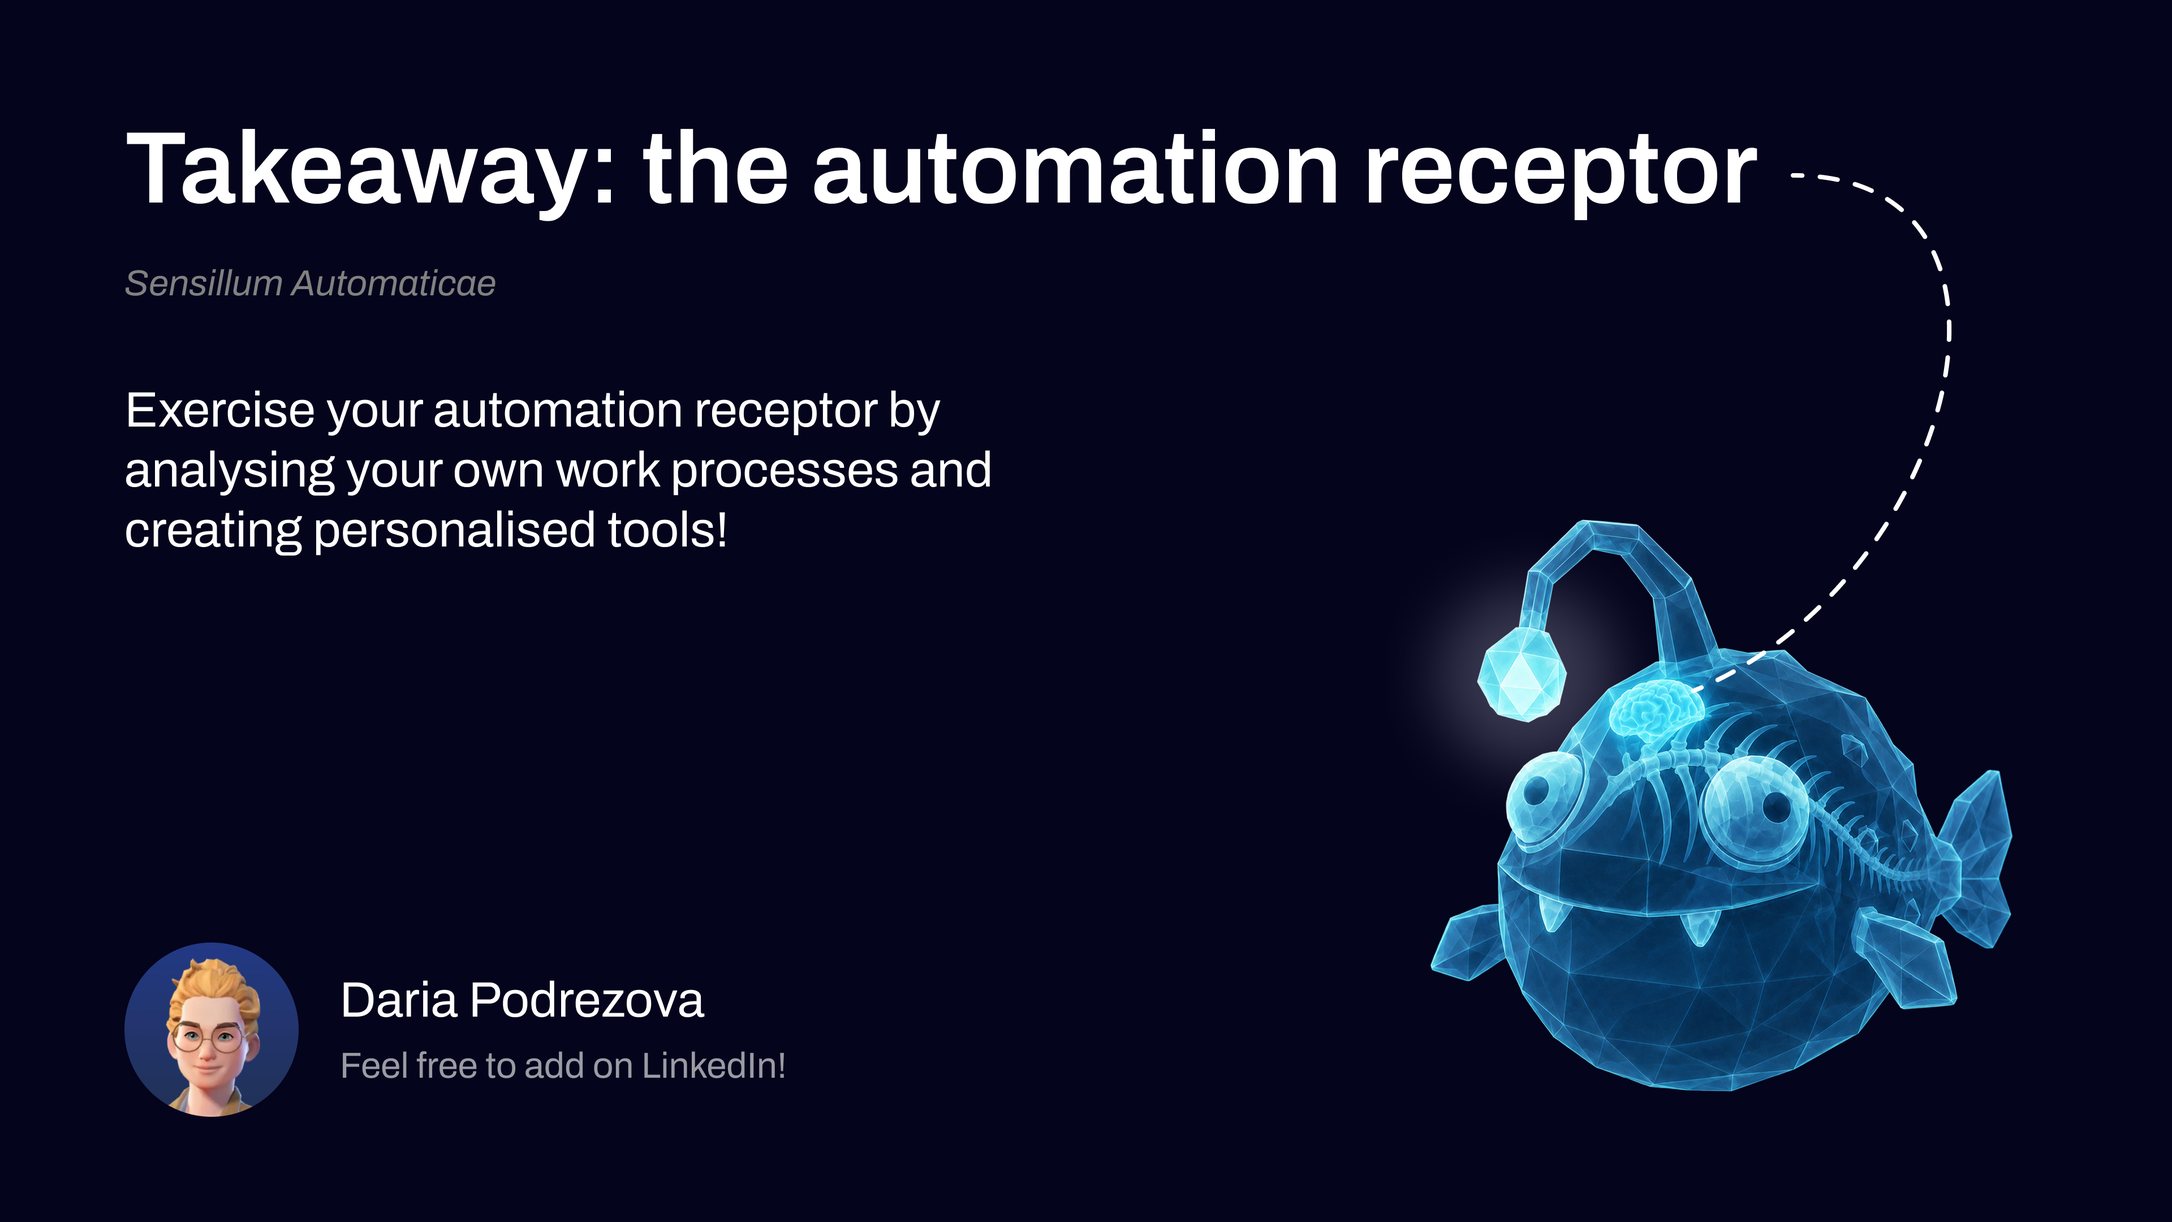 Takeaway: the automation receptor
Sensillum Automaticae
Exercise your automation receptor by
analysing your own work processes and
creating personalised tools!
Daria Podrezova
Feel free to add on LinkedIn!